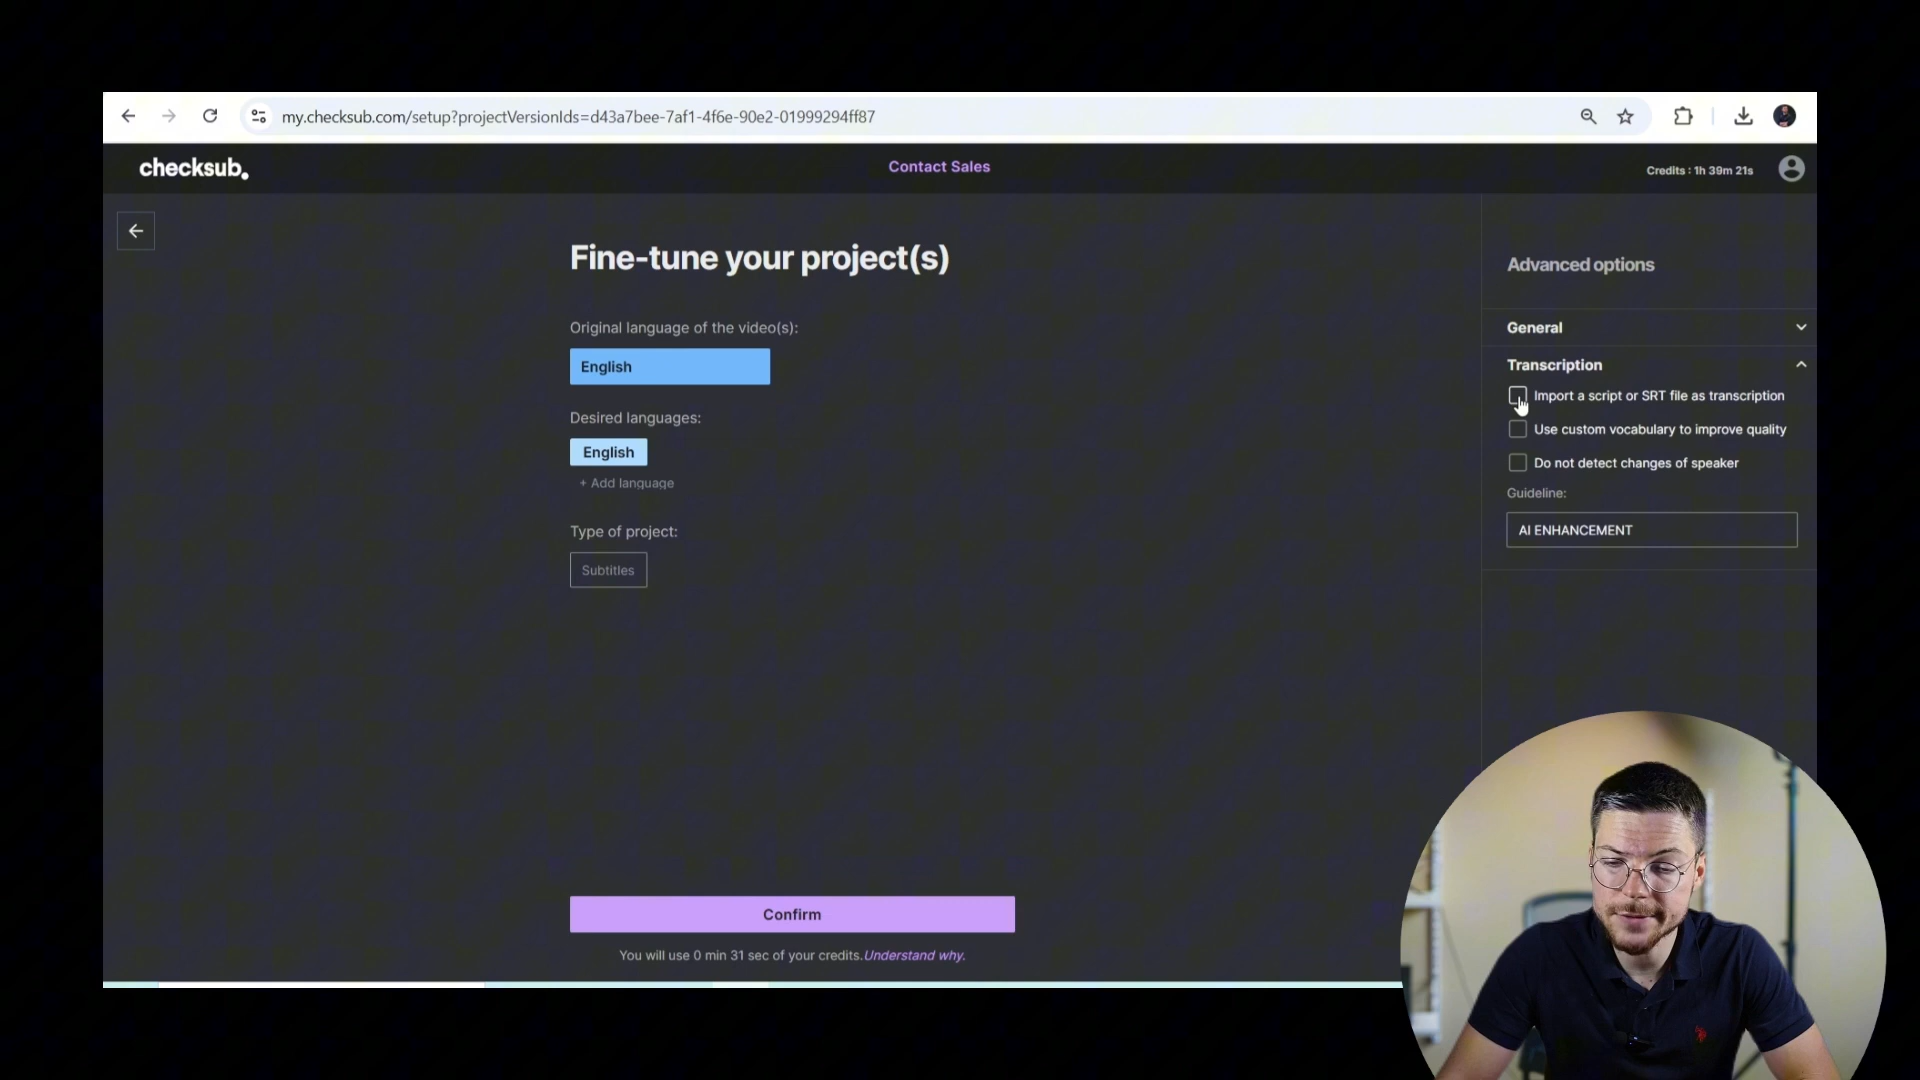 my.checksub.com/setup?projectVersionIds=d43a7bee-7af1-4f6e-90e2-01999294ff87
checksub.
Contact Sales
Credits : 1h 39m 21s
Fine-tune your project(s)
Original language of the video(s):
English
Desired languages:
English
+ Add language
Type of project:
Subtitles
Confirm
You will use 0 min 31 sec of your credits. Understand why.
Advanced options
General
Transcription
Import a script or SRT file as transcription
Use custom vocabulary to improve quality
Do not detect changes of speaker
Guideline:
AI ENHANCEMENT